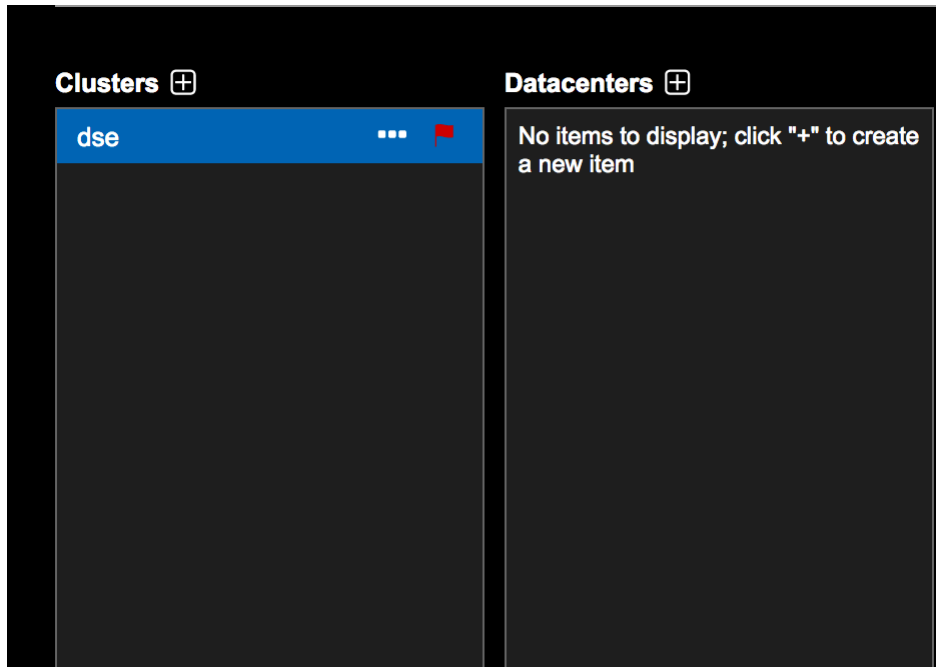 Clusters
Datacenters
dse
No items to display; click "+" to create
a new item